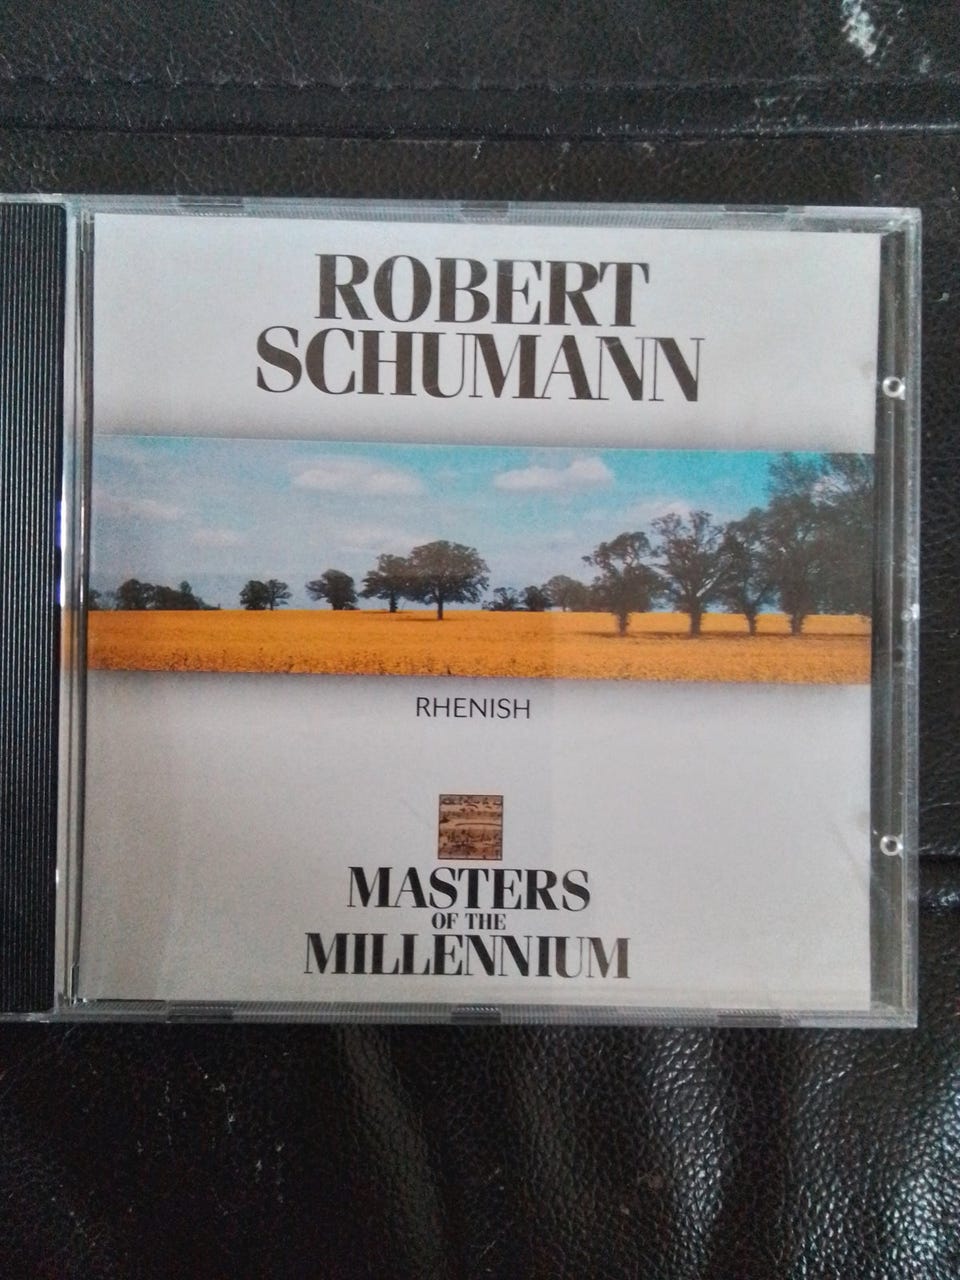 ROBERT
SCHUMANN
RHENISH
MASTERS
OF THE
MILLENNIUM